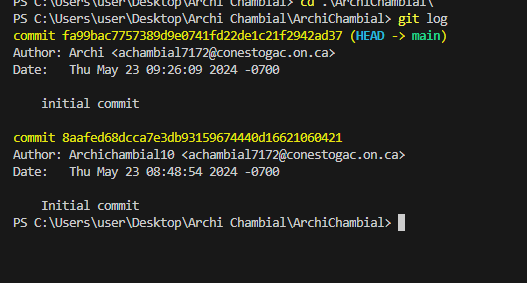 PS C:\Users\user\Desktop\Archi Chambial> cd .\ArchiChambial\
PS C:\Users\user\Desktop\Archi Chambial\ArchiChambial> git log
commit fa99bac7757389d9e0741fd22de1c21f2942ad37 (HEAD -> main)
Author: Archi <achambial7172@conestogac.on.ca>
Date:   Thu May 23 09:26:09 2024 -0700
initial commit
commit 8aafed68dcca7e3db93159674440d16621060421
Author: Archichambial10 <achambial7172@conestogac.on.ca>
Date:   Thu May 23 08:48:54 2024 -0700
Initial commit
PS C:\Users\user\Desktop\Archi Chambial\ArchiChambial>